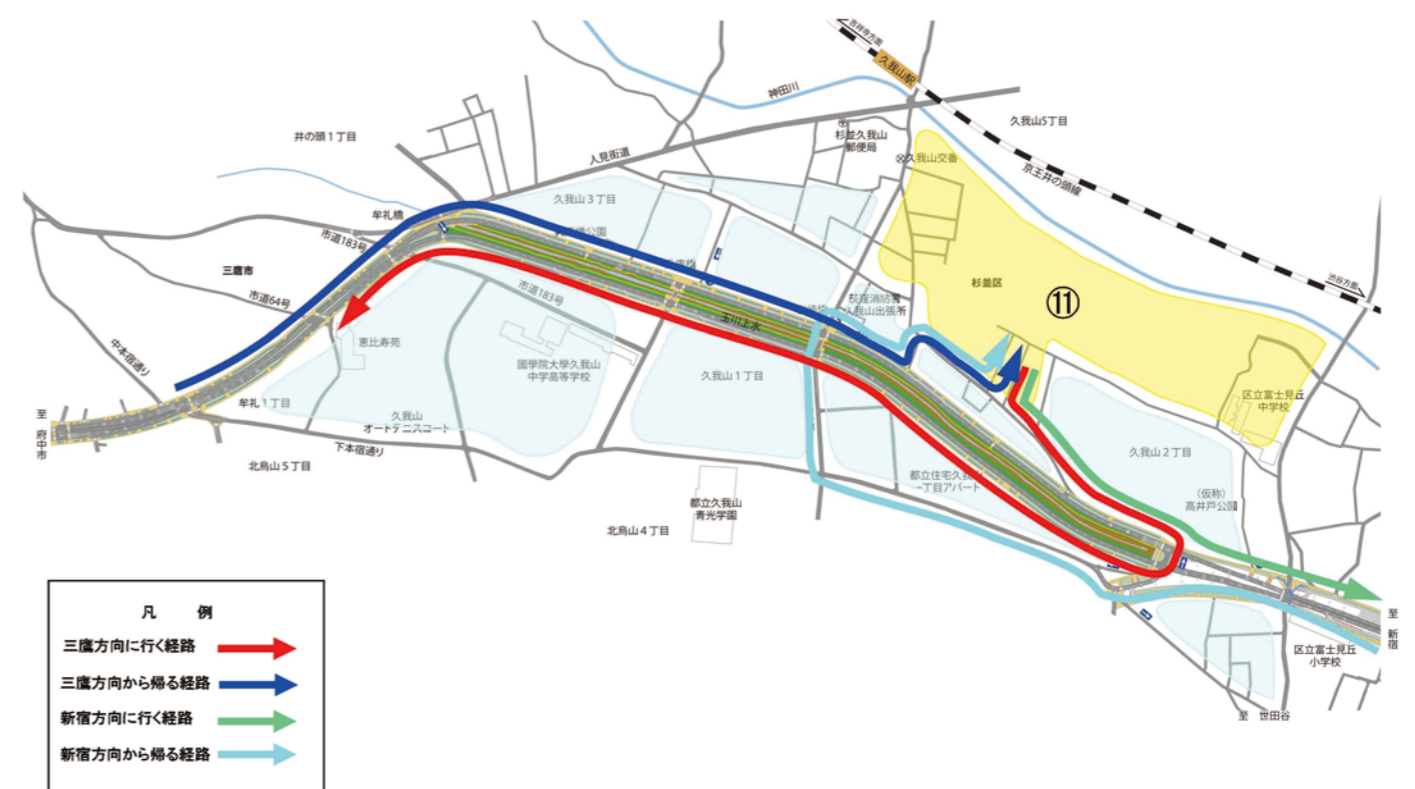 吉祥寺方面
久我山駅
神田川
久我山5丁目
井の頭1丁目
杉並久我山
郵便局
人見街道
久我山交番
京王井の頭線
久我山3丁目
牟礼橋
市道183号
三鷹市
市道64号
杉並区
⑪
渋谷方面
荻窪消防署
久我山出張所
市道183号
玉川上水
中本宿通り
恵比寿苑
國學院大學久我山
中学高等学校
久我山1丁目
区立富士見丘
中学校
牟礼1丁目
久我山
オートテニスコート
至
府中市
下本宿通り
北烏山5丁目
久我山2丁目
都立住宅久我山
一丁目アパート
(仮称)
高井戸公園
都立久我山
青光学園
北烏山4丁目
至
新宿
区立富士見丘
小学校
至 世田谷
凡 例
三鷹方向に行く経路
三鷹方向から帰る経路
新宿方向に行く経路
新宿方向から帰る経路